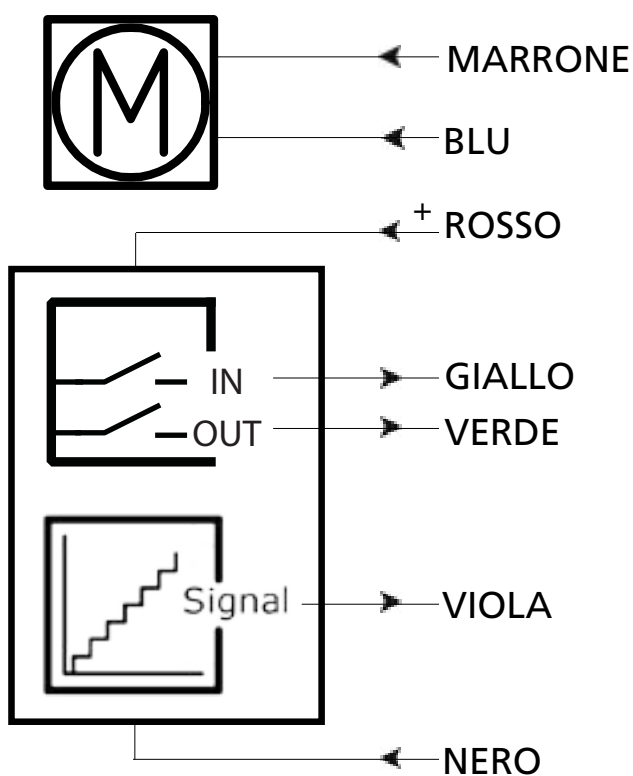 M
MARRONE
BLU
+ ROSSO
IN
GIALLO
OUT
VERDE
Signal
VIOLA
NERO